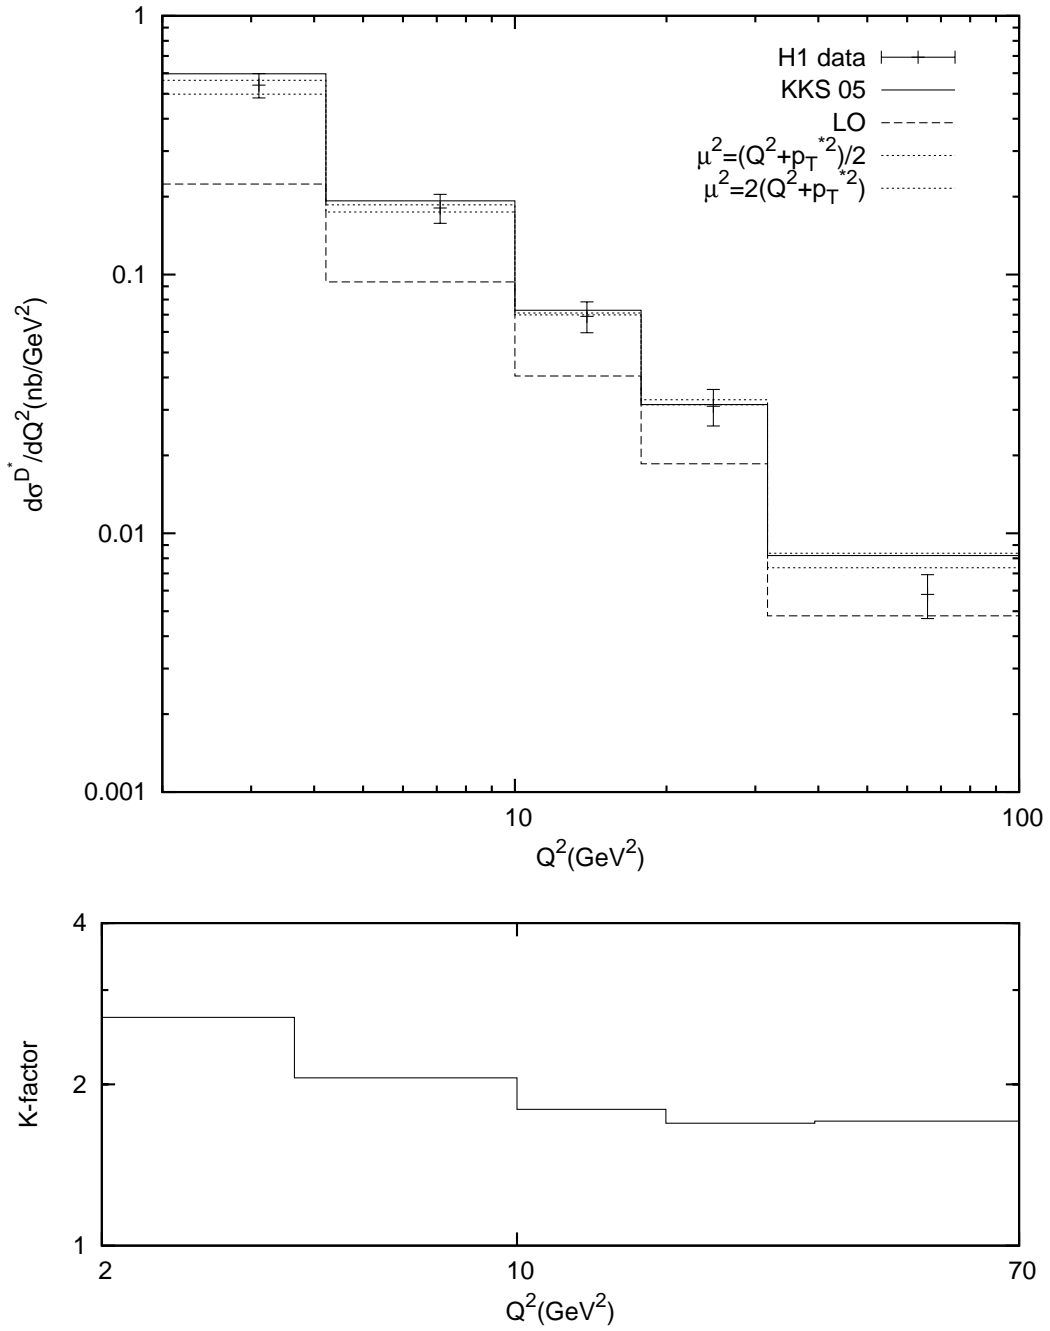 1
H1 data
KKS 05
LO
μ²=(Q²+p_T^{*2})/2
μ²=2(Q²+p_T^{*2})
0.1
0.01
0.001
dσ^{D*}/dQ²(nb/GeV²)
10
100
Q²(GeV²)
4
2
1
K-factor
2
10
70
Q²(GeV²)